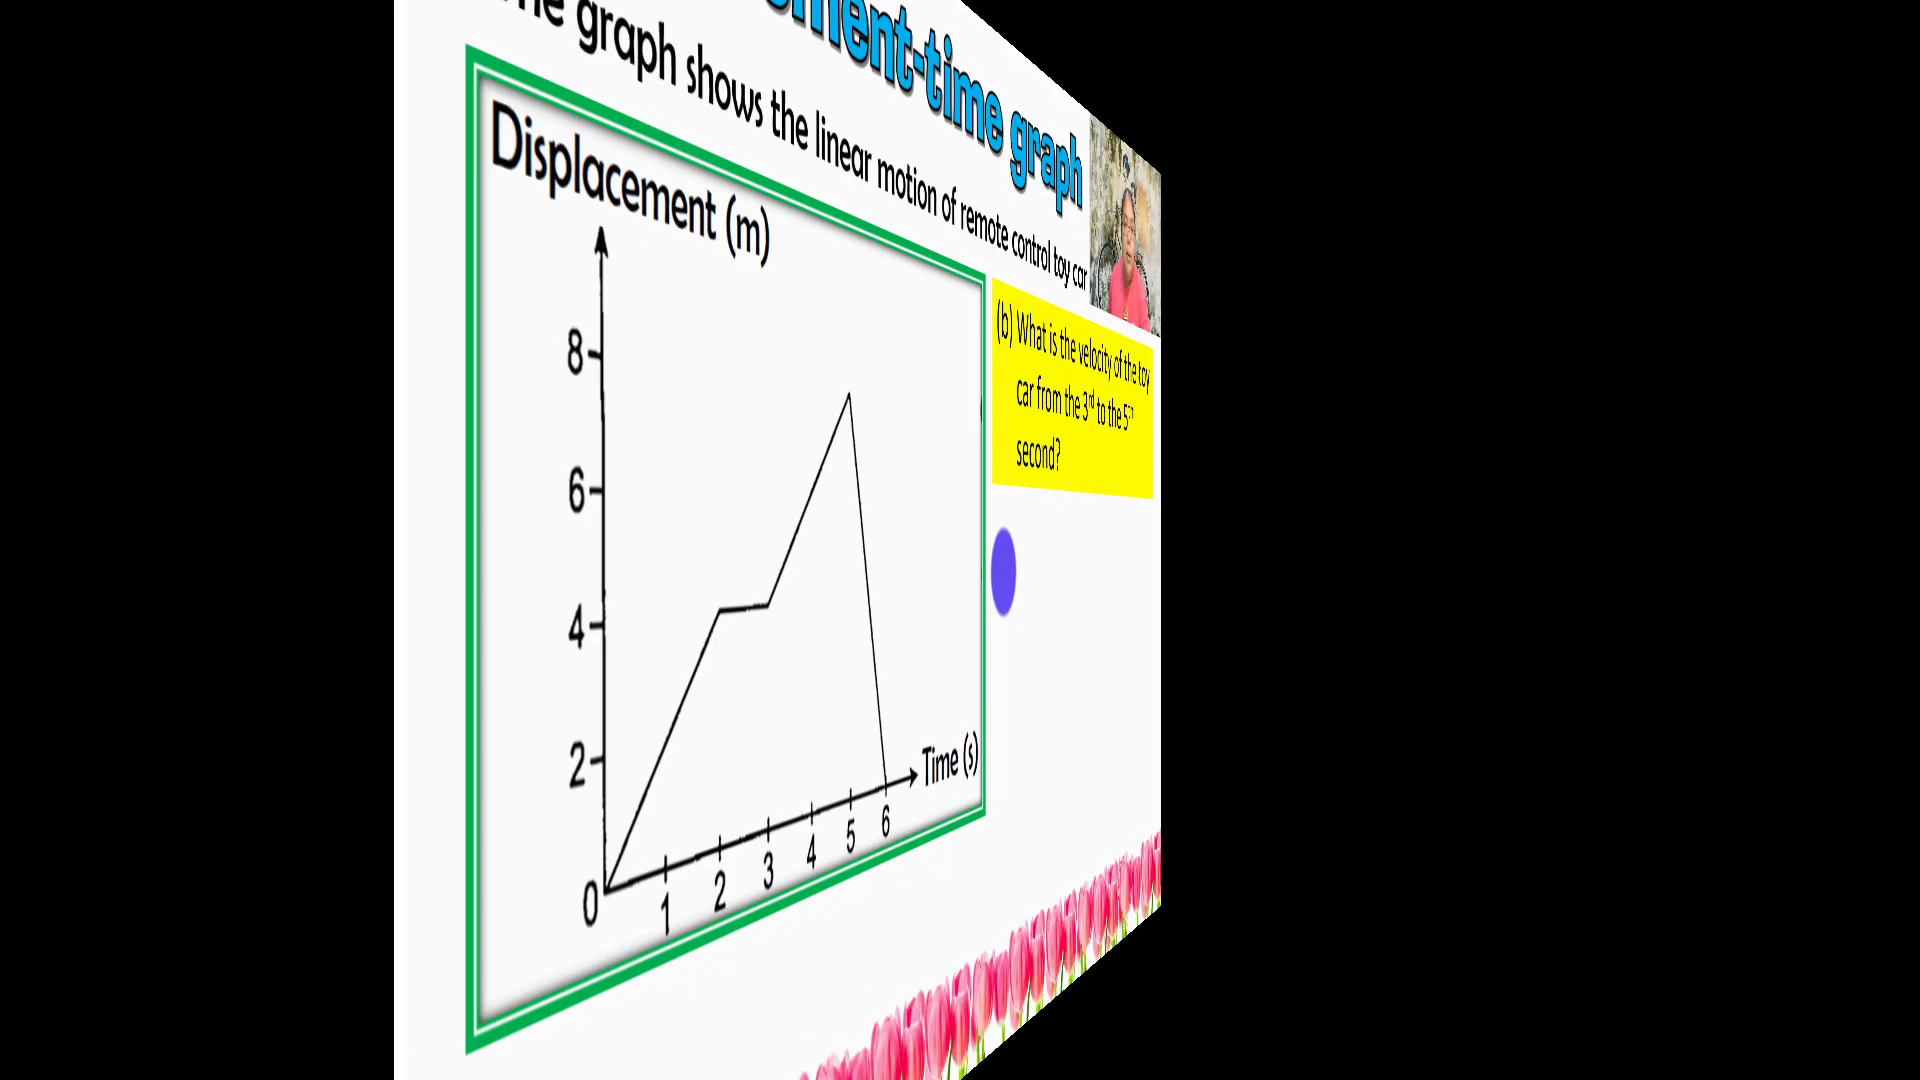 graph shows the linear motion of remote control toy car
-time graph
Displacement (m)
8
6
4
2
0
1
2
3
4
5
6
Time (s)
(b) What is the velocity of the toy
car from the 3rd to the 5th
second?